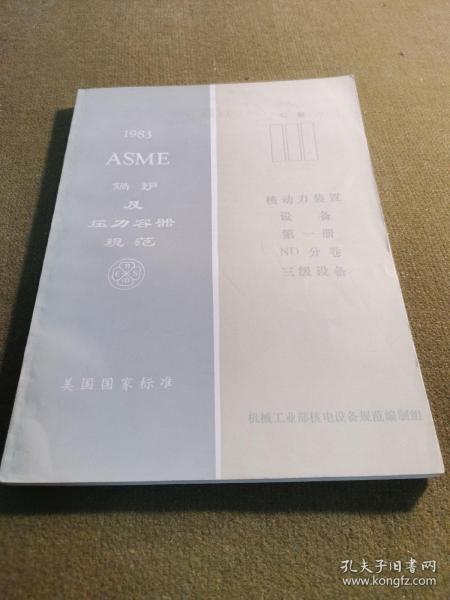 1983
ASME
锅炉
及
压力容器
规范
美国国家标准
核动力装置
设备
第一册
ND分卷
三级设备
机械工业部核电设备规范编制组
孔夫子旧书网
www.kongfz.com